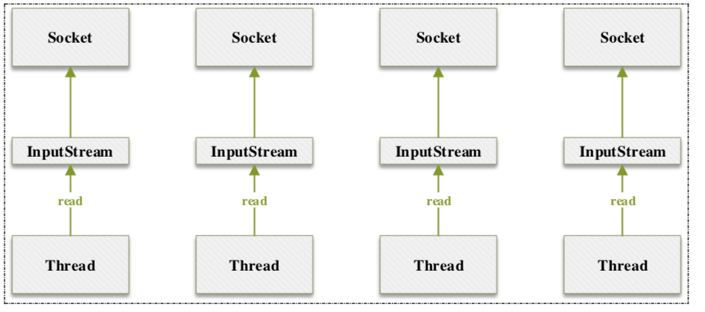 Socket Socket Socket Socket
InputStream InputStream InputStream InputStream
read read read read
Thread Thread Thread Thread